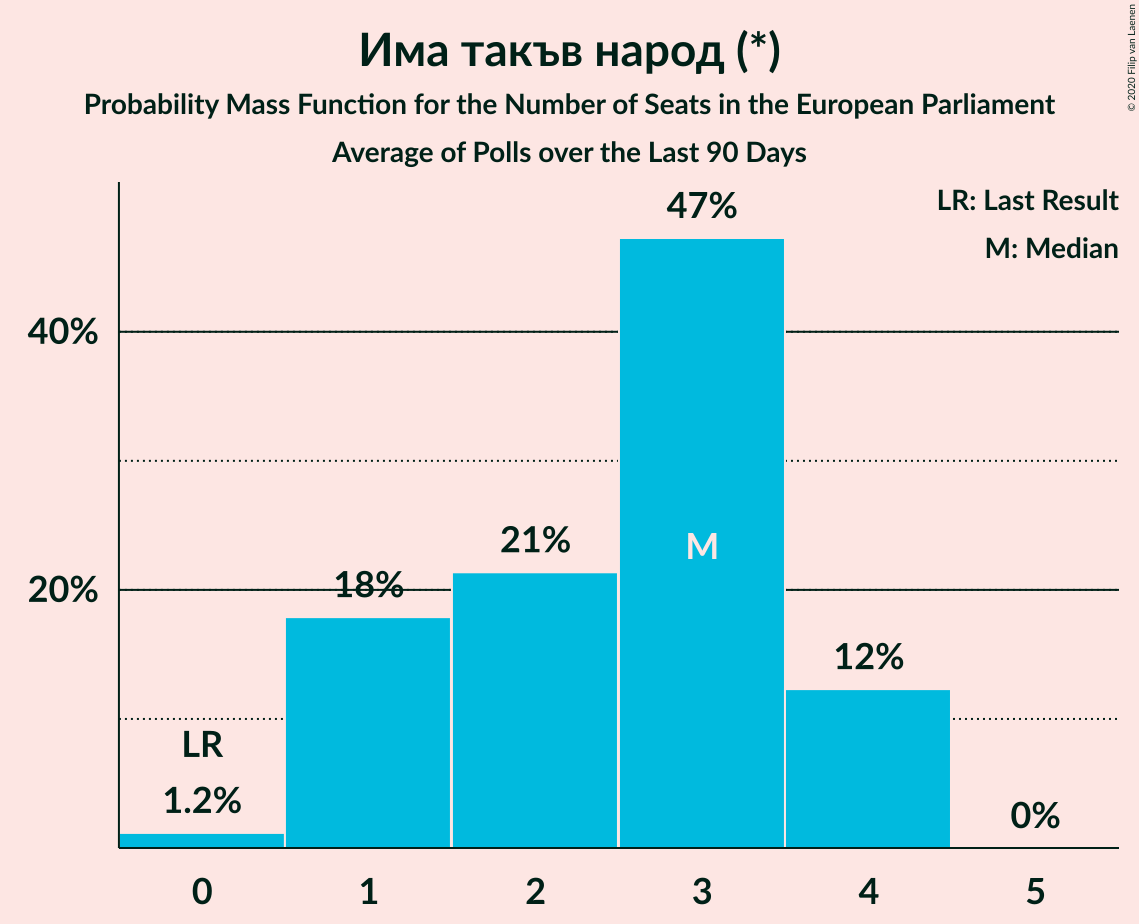 Има такъв народ (*)
Probability Mass Function for the Number of Seats in the European Parliament
Average of Polls over the Last 90 Days
© 2020 Filip van Laenen
LR: Last Result
M: Median
47%
40%
M
21%
18%
20%
12%
LR
1.2%
0%
0 1 2 3 4 5